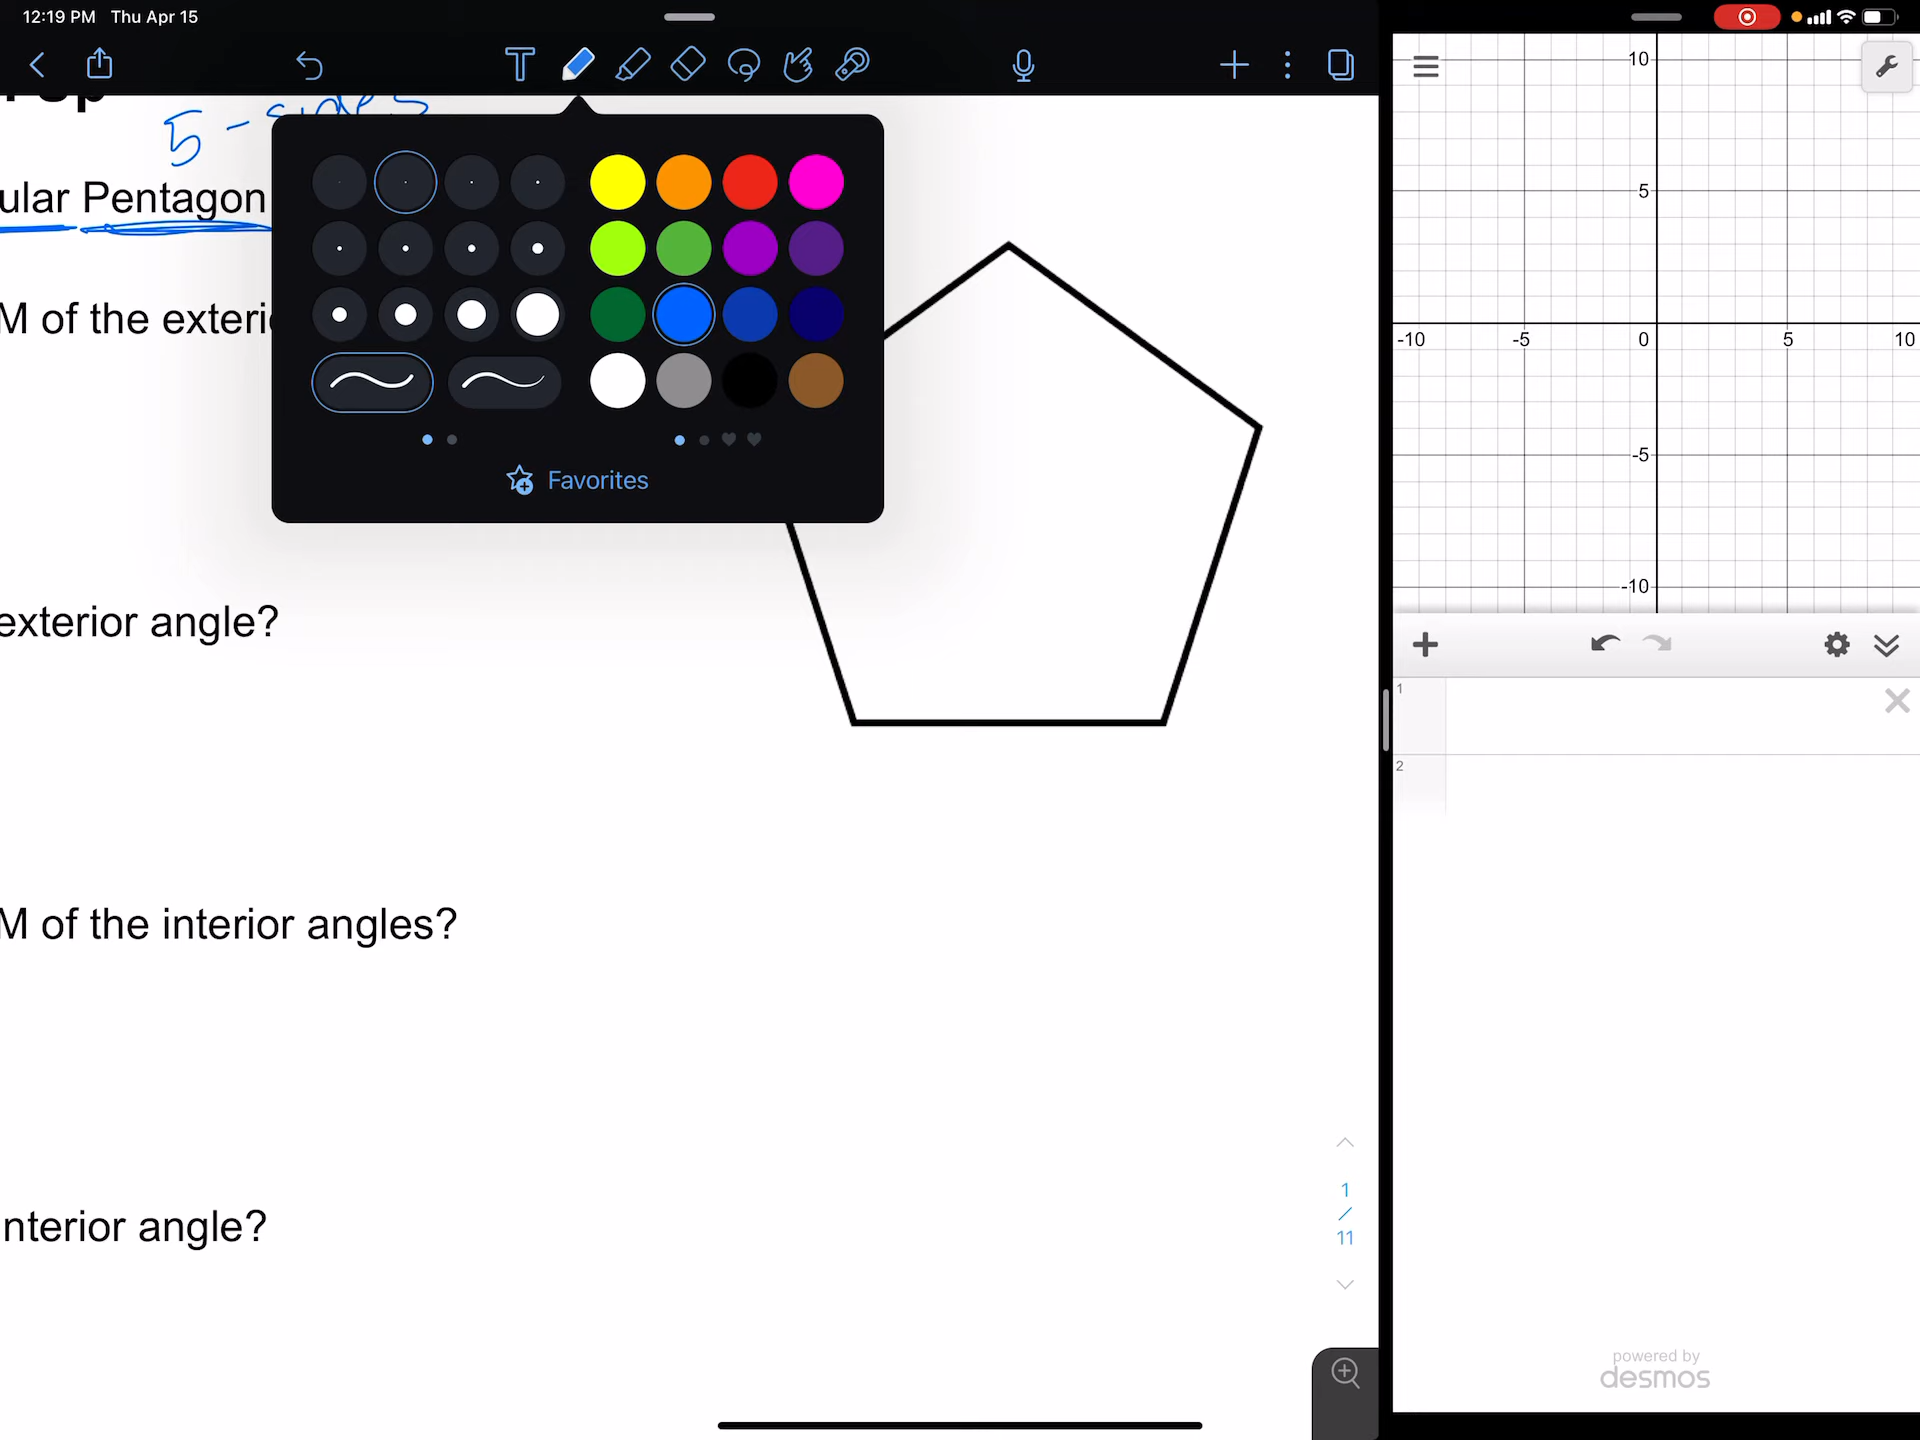 12:19 PM Thu Apr 15
5 - sides
ular Pentagon
M of the exteri
exterior angle?
M of the interior angles?
nterior angle?
Favorites
1
/
11
10
5
-10
-5
0
5
10
-5
-10
1
2
powered by
desmos